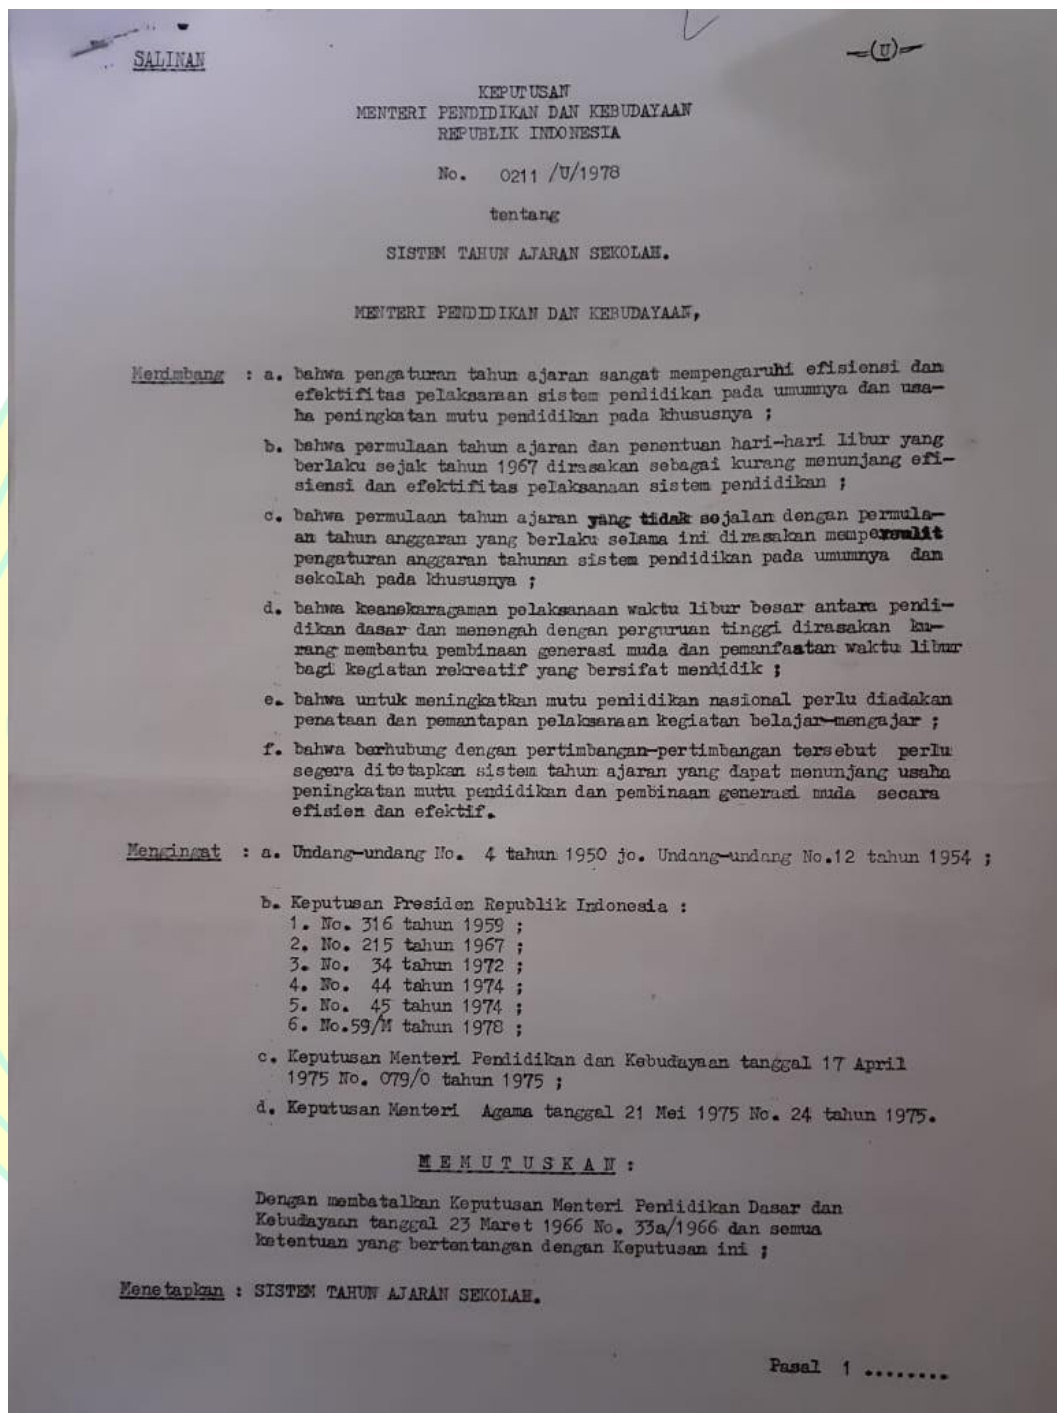 SALINAN
-(U)-
KEPUTUSAN
MENTERI PENDIDIKAN DAN KEBUDAYAAN
REPUBLIK INDONESIA
No. 0211 /U/1978
tentang
SISTEM TAHUN AJARAN SEKOLAH.
MENTERI PENDIDIKAN DAN KEBUDAYAAN,
Menimbang : a. bahwa pengaturan tahun ajaran sangat mempengaruhi efisiensi dan
efektifitas pelaksanaan sistem pendidikan pada umumnya dan usa-
ha peningkatan mutu pendidikan pada khususnya ;
b. bahwa permulaan tahun ajaran dan penentuan hari-hari libur yang
berlaku sejak tahun 1967 dirasakan sebagai kurang menunjang efi-
siensi dan efektifitas pelaksanaan sistem pendidikan ;
c. bahwa permulaan tahun ajaran yang tidak sejalan dengan permula-
an tahun anggaran yang berlaku selama ini dirasakan mempersulit
pengaturan anggaran tahunan sistem pendidikan pada umumnya dan
sekolah pada khususnya ;
d. bahwa keanekaragaman pelaksanaan waktu libur besar antara pendi-
dikan dasar dan menengah dengan perguruan tinggi dirasakan ku-
rang membantu pembinaan generasi muda dan pemanfaatan waktu libur
bagi kegiatan rekreatif yang bersifat mendidik ;
e. bahwa untuk meningkatkan mutu pendidikan nasional perlu diadakan
penataan dan pemantapan pelaksanaan kegiatan belajar-mengajar ;
f. bahwa berhubung dengan pertimbangan-pertimbangan tersebut perlu
segera ditetapkan sistem tahun ajaran yang dapat menunjang usaha
peningkatan mutu pendidikan dan pembinaan generasi muda secara
efisien dan efektif.
Mengingat : a. Undang-undang No. 4 tahun 1950 jo. Undang-undang No.12 tahun 1954 ;
b. Keputusan Presiden Republik Indonesia :
1. No. 316 tahun 1959 ;
2. No. 215 tahun 1967 ;
3. No. 34 tahun 1972 ;
4. No. 44 tahun 1974 ;
5. No. 45 tahun 1974 ;
6. No.59/M tahun 1978 ;
c. Keputusan Menteri Pendidikan dan Kebudayaan tanggal 17 April
1975 No. 079/O tahun 1975 ;
d. Keputusan Menteri Agama tanggal 21 Mei 1975 No. 24 tahun 1975.
M E M U T U S K A N :
Dengan membatalkan Keputusan Menteri Pendidikan Dasar dan
Kebudayaan tanggal 23 Maret 1966 No. 33a/1966 dan semua
ketentuan yang bertentangan dengan Keputusan ini ;
Menetapkan : SISTEM TAHUN AJARAN SEKOLAH.
Pasal 1 ........